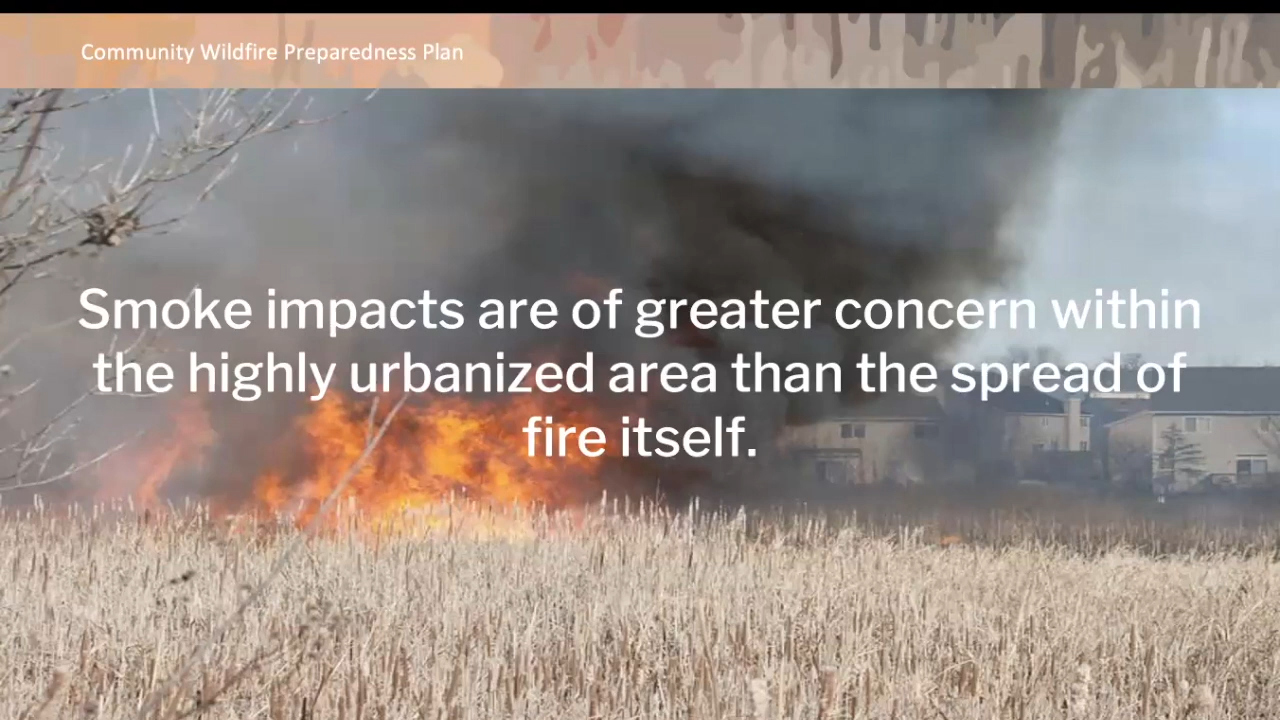 Community Wildfire Preparedness Plan
Smoke impacts are of greater concern within
the highly urbanized area than the spread of
fire itself.